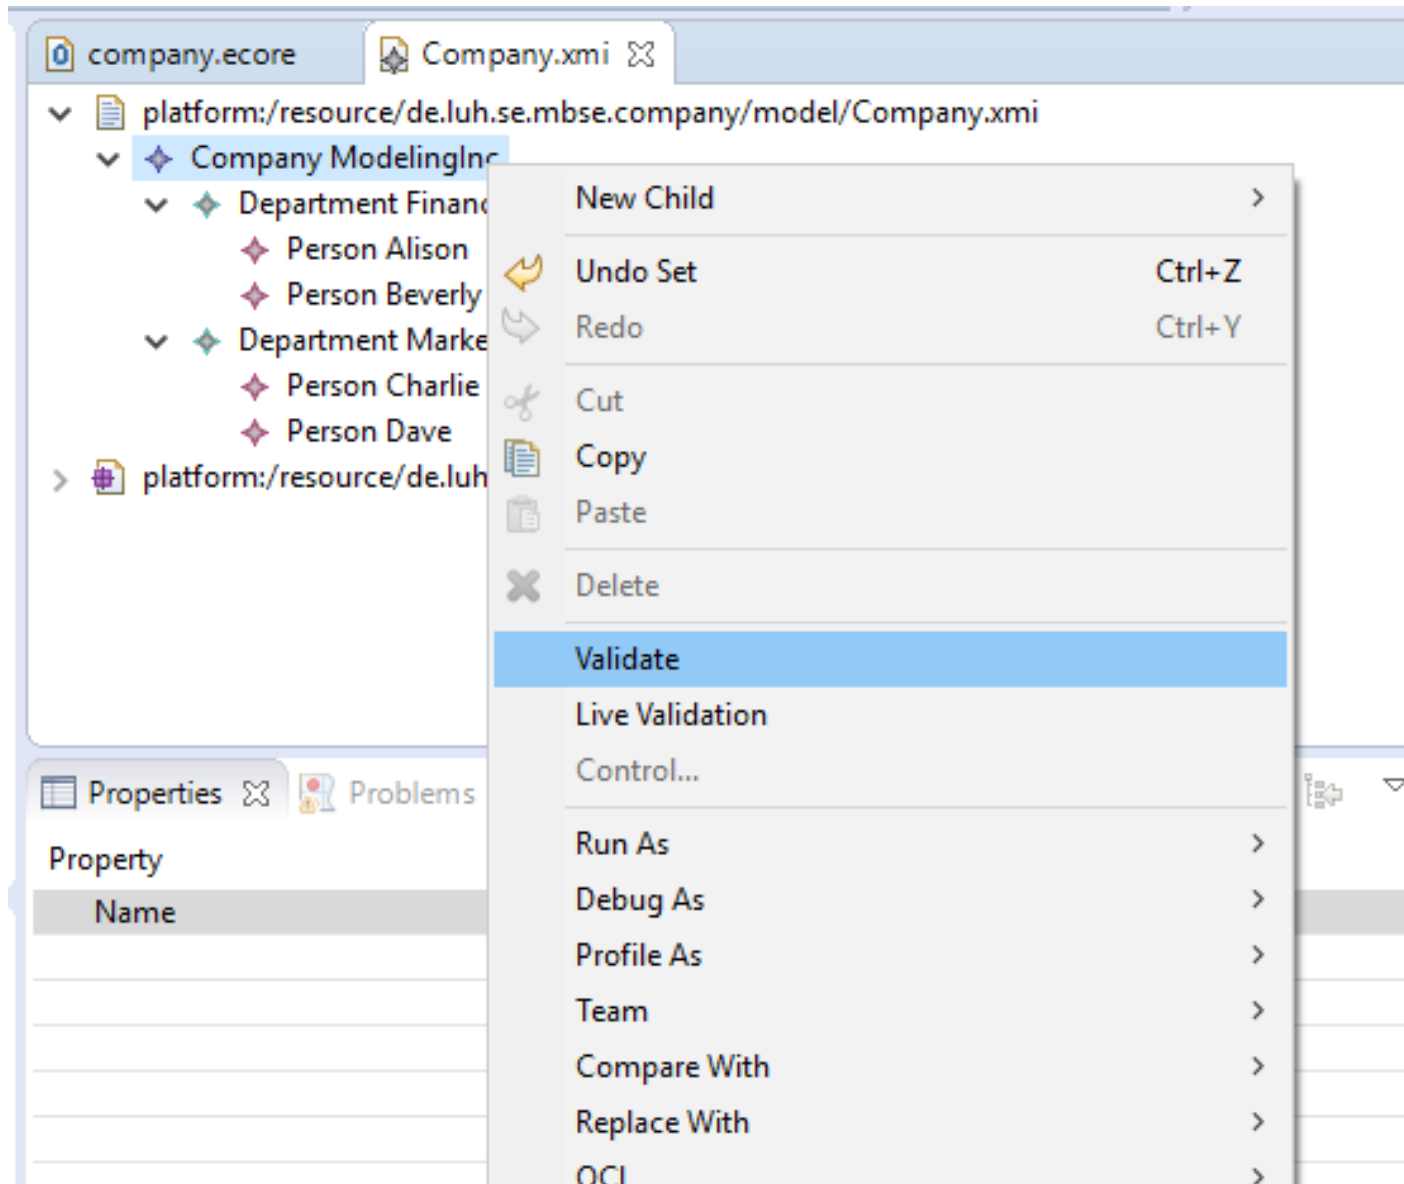 company.ecore
Company.xmi
platform:/resource/de.luh.se.mbse.company/model/Company.xmi
Company ModelingInc
Department Financ
Person Alison
Person Beverly
Department Marke
Person Charlie
Person Dave
platform:/resource/de.luh
New Child
Undo Set Ctrl+Z
Redo Ctrl+Y
Cut
Copy
Paste
Delete
Validate
Live Validation
Control...
Run As
Debug As
Profile As
Team
Compare With
Replace With
OCL
Properties
Problems
Property
Name